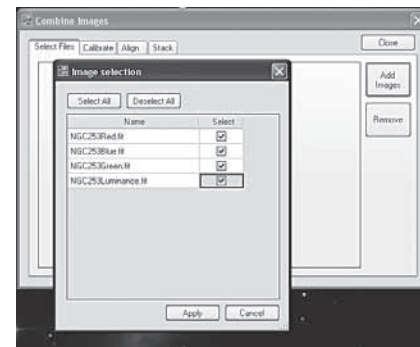 Combine Images
Select Files Calibrate Align Stack
Close
Add Images
Remove
Image selection
Select All Deselect All
Name Select
NGC253Red.fit
NGC253Blue.fit
NGC253Green.fit
NGC253Luminance.fit
Apply Cancel